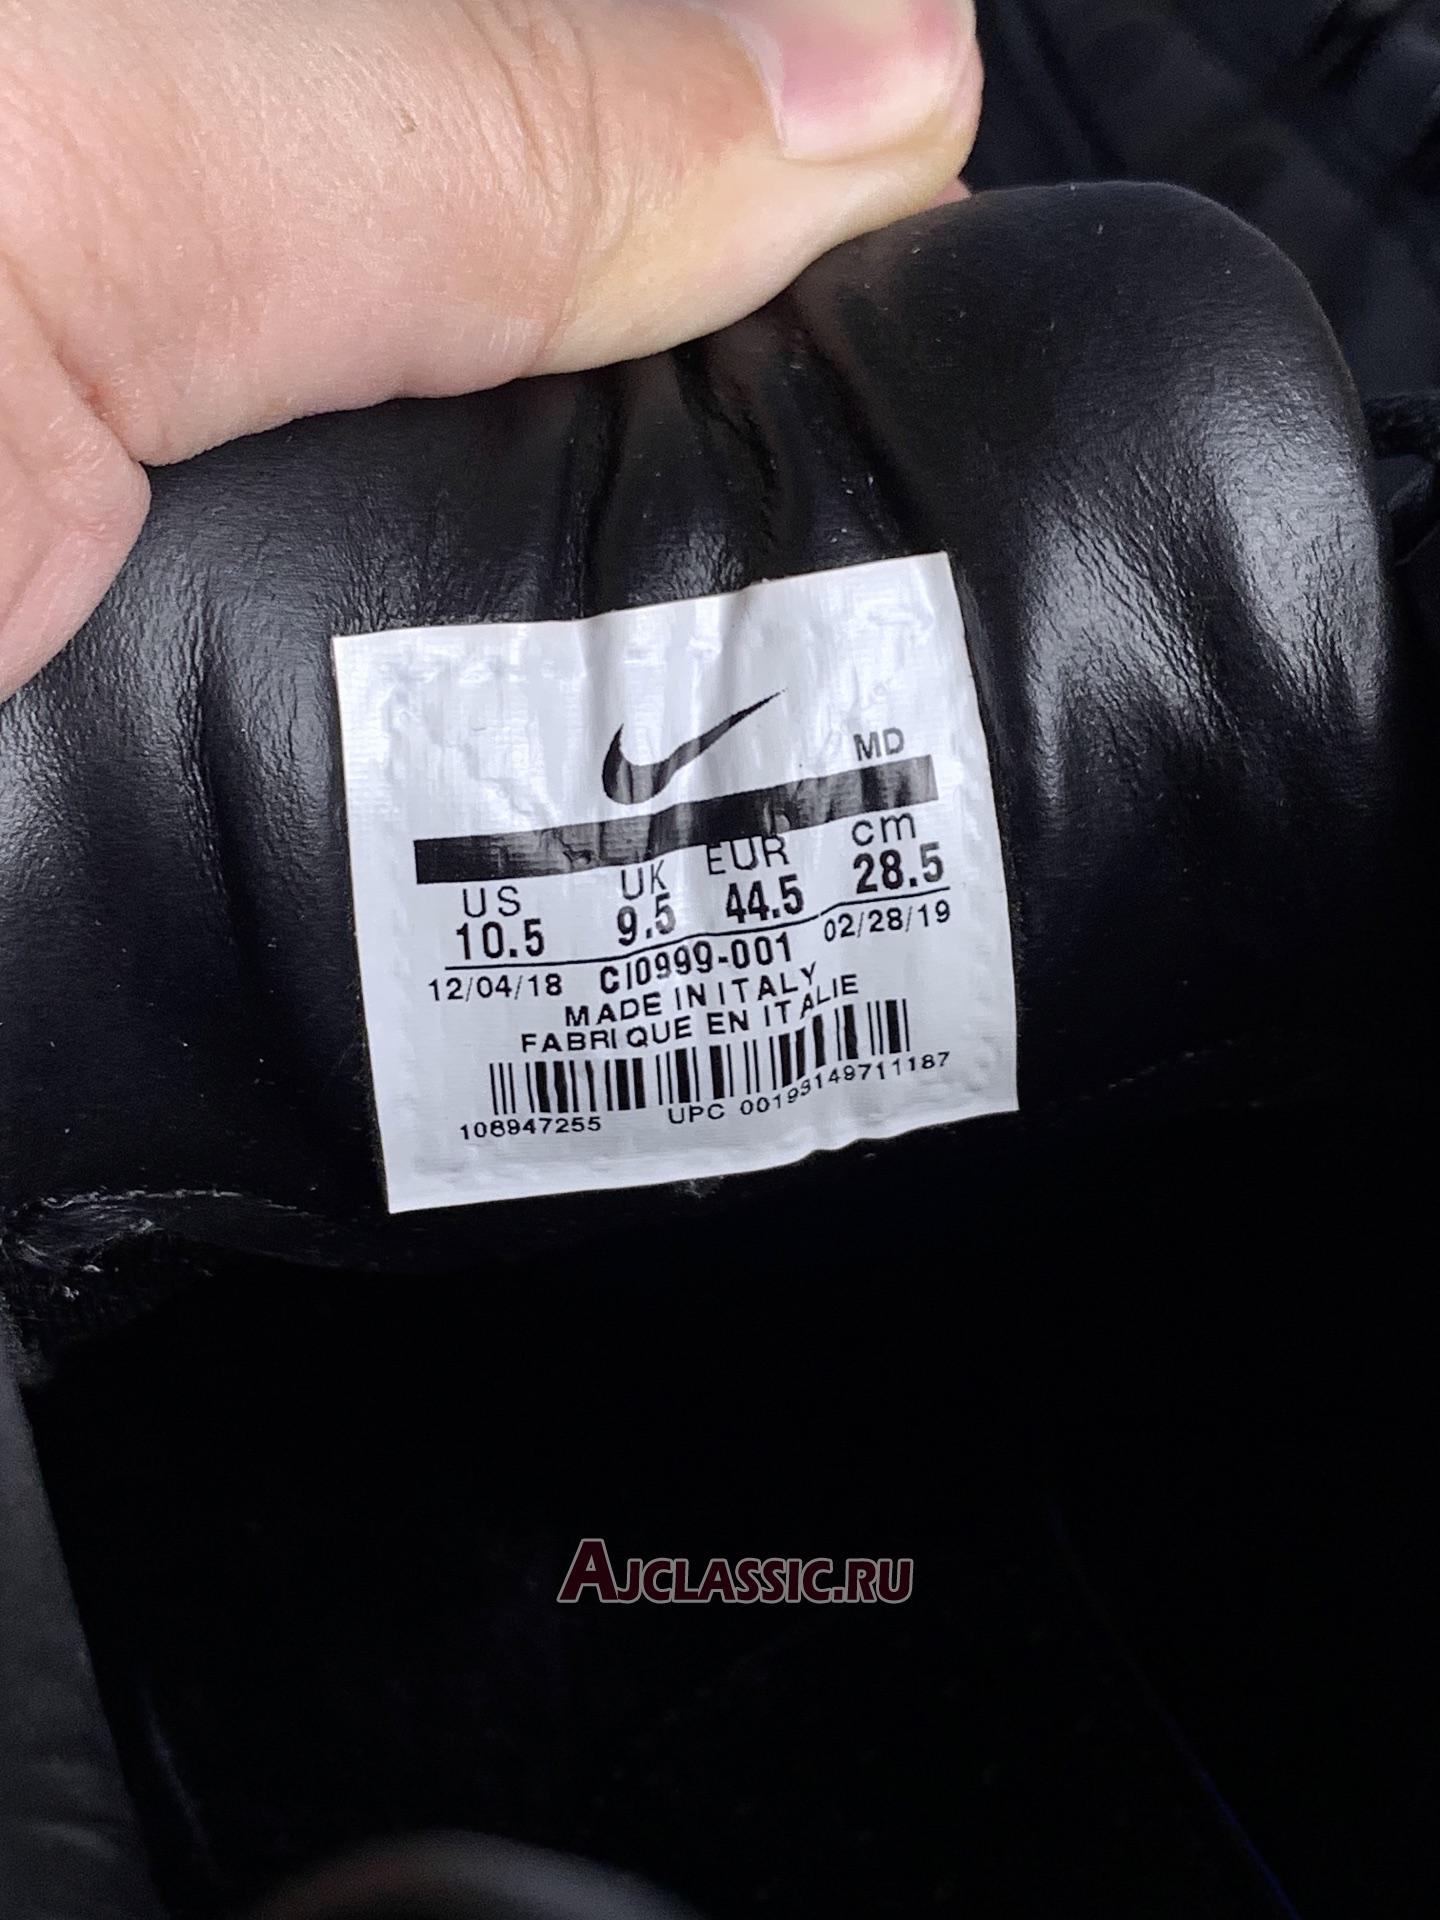 MD
US UK EUR cm
10.5 9.5 44.5 28.5
12/04/18 CI0999-001 02/28/19
MADE IN ITALY
FABRIQUE EN ITALIE
108947255 UPC 00193149711187
AJCLASSIC.RU